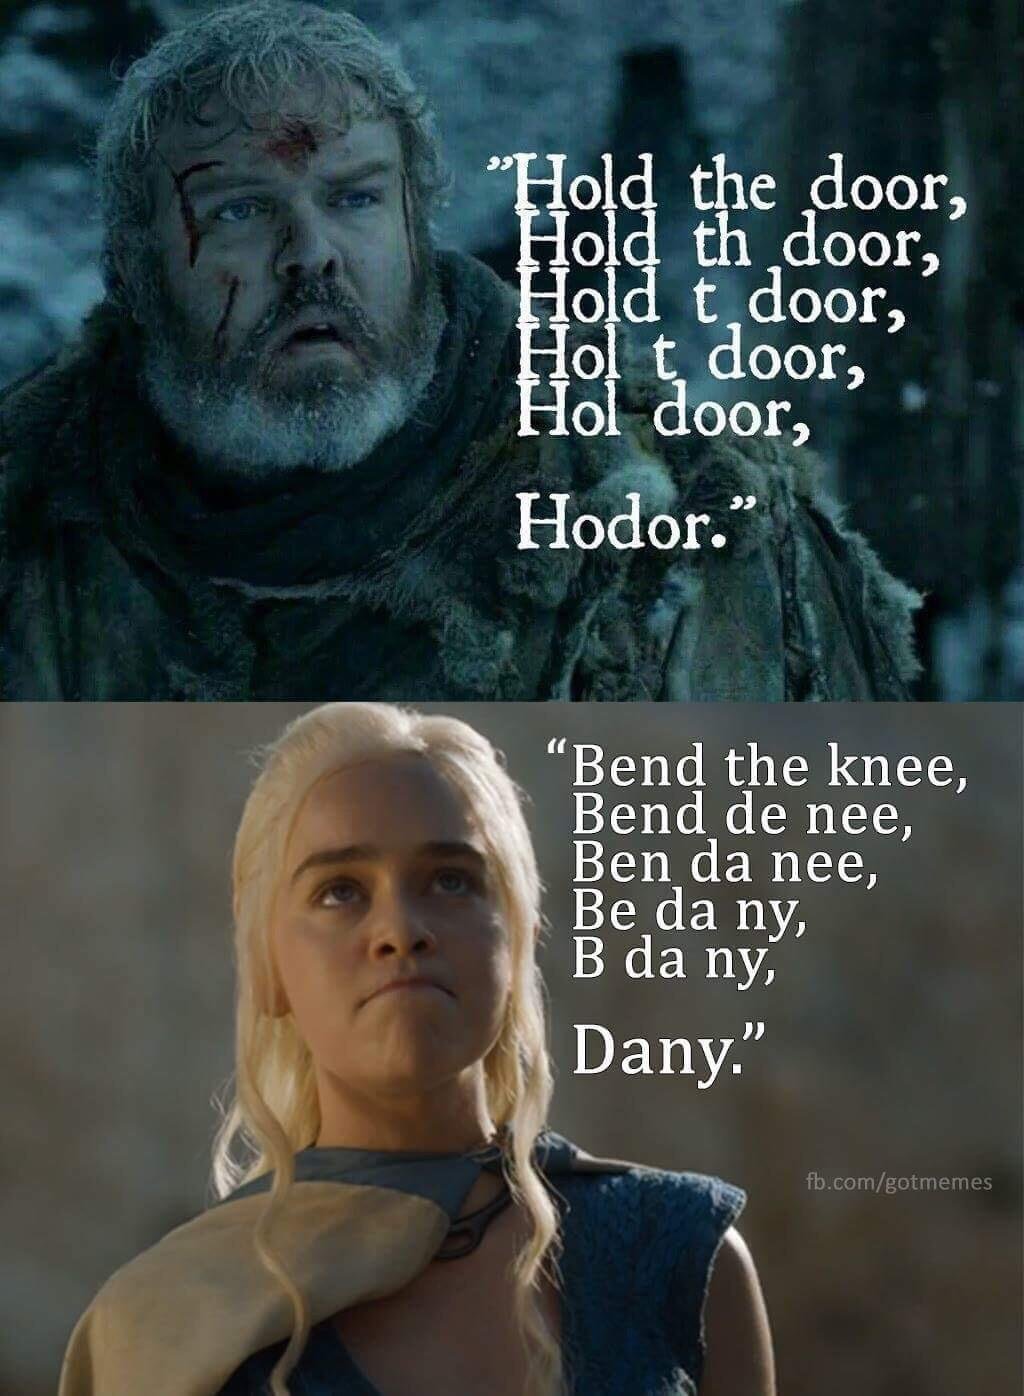 ”Hold the door,
Hold th door,
Hold t door,
Hol t door,
Hol door,
Hodor.”
“Bend the knee,
Bend de nee,
Ben da nee,
Be da ny,
B da ny,
Dany.”
fb.com/gotmemes